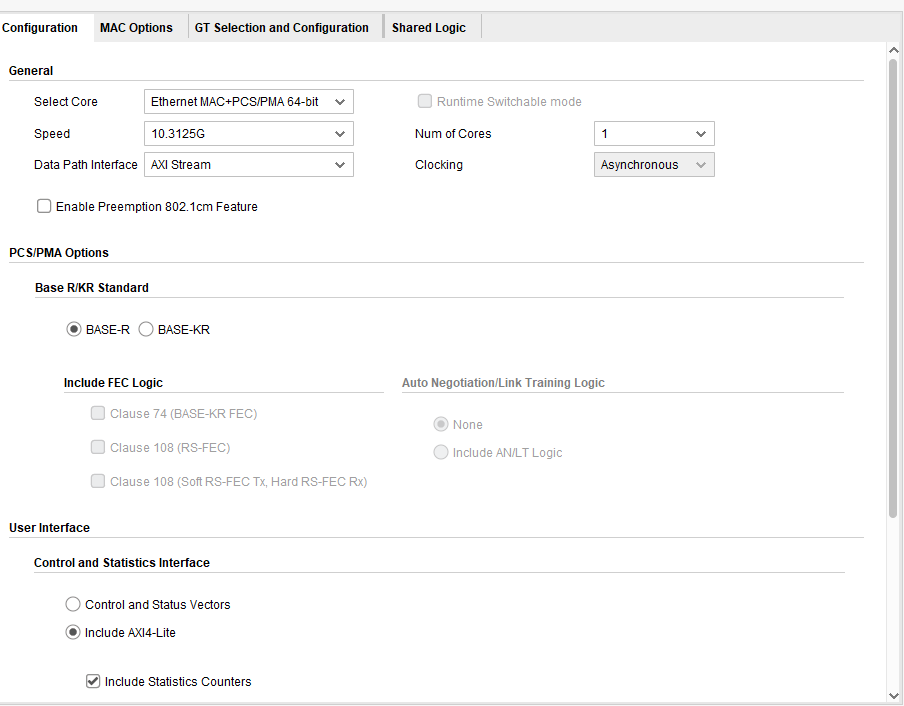 Configuration MAC Options GT Selection and Configuration Shared Logic
General
Select Core Ethernet MAC+PCS/PMA 64-bit Runtime Switchable mode
Speed 10.3125G Num of Cores 1
Data Path Interface AXI Stream Clocking Asynchronous
Enable Preemption 802.1cm Feature
PCS/PMA Options
Base R/KR Standard
BASE-R BASE-KR
Include FEC Logic Auto Negotiation/Link Training Logic
Clause 74 (BASE-KR FEC) None
Clause 108 (RS-FEC) Include AN/LT Logic
Clause 108 (Soft RS-FEC Tx, Hard RS-FEC Rx)
User Interface
Control and Statistics Interface
Control and Status Vectors
Include AXI4-Lite
Include Statistics Counters